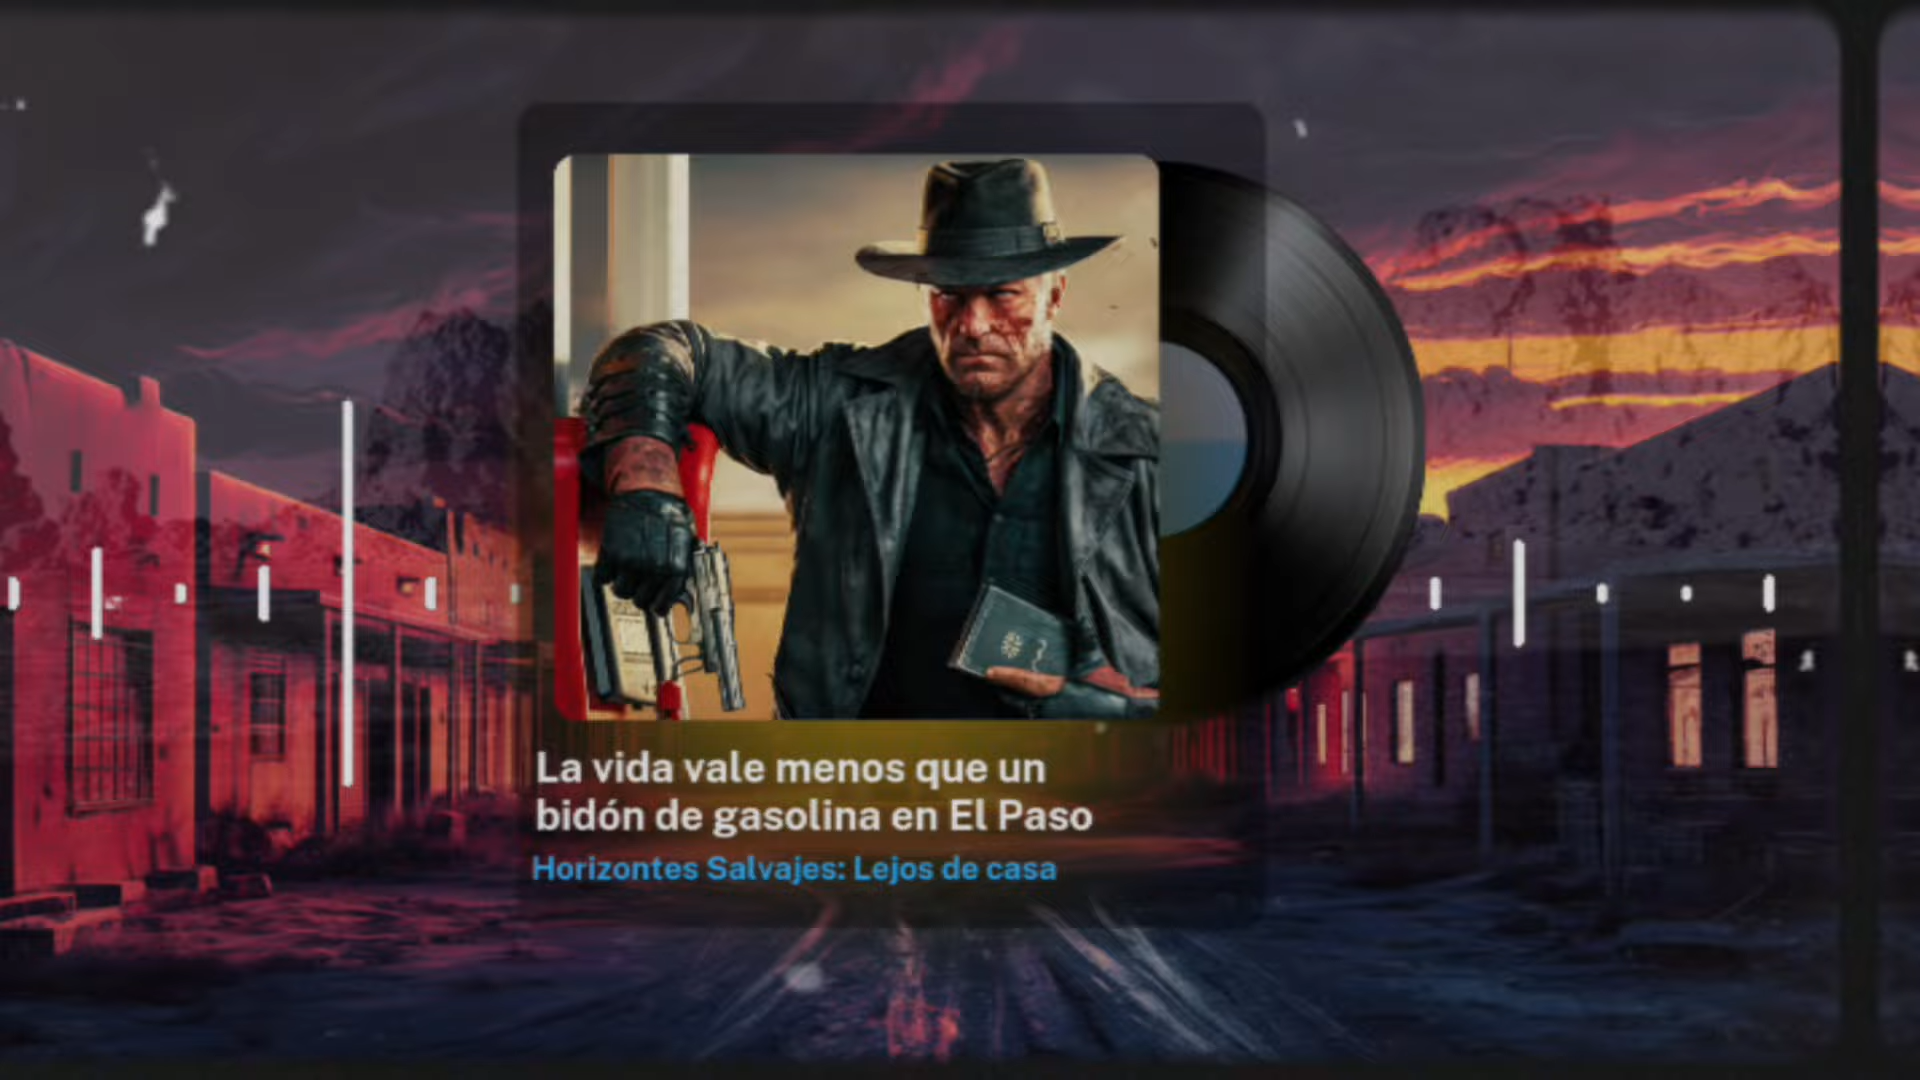 La vida vale menos que un
bidón de gasolina en El Paso
Horizontes Salvajes: Lejos de casa